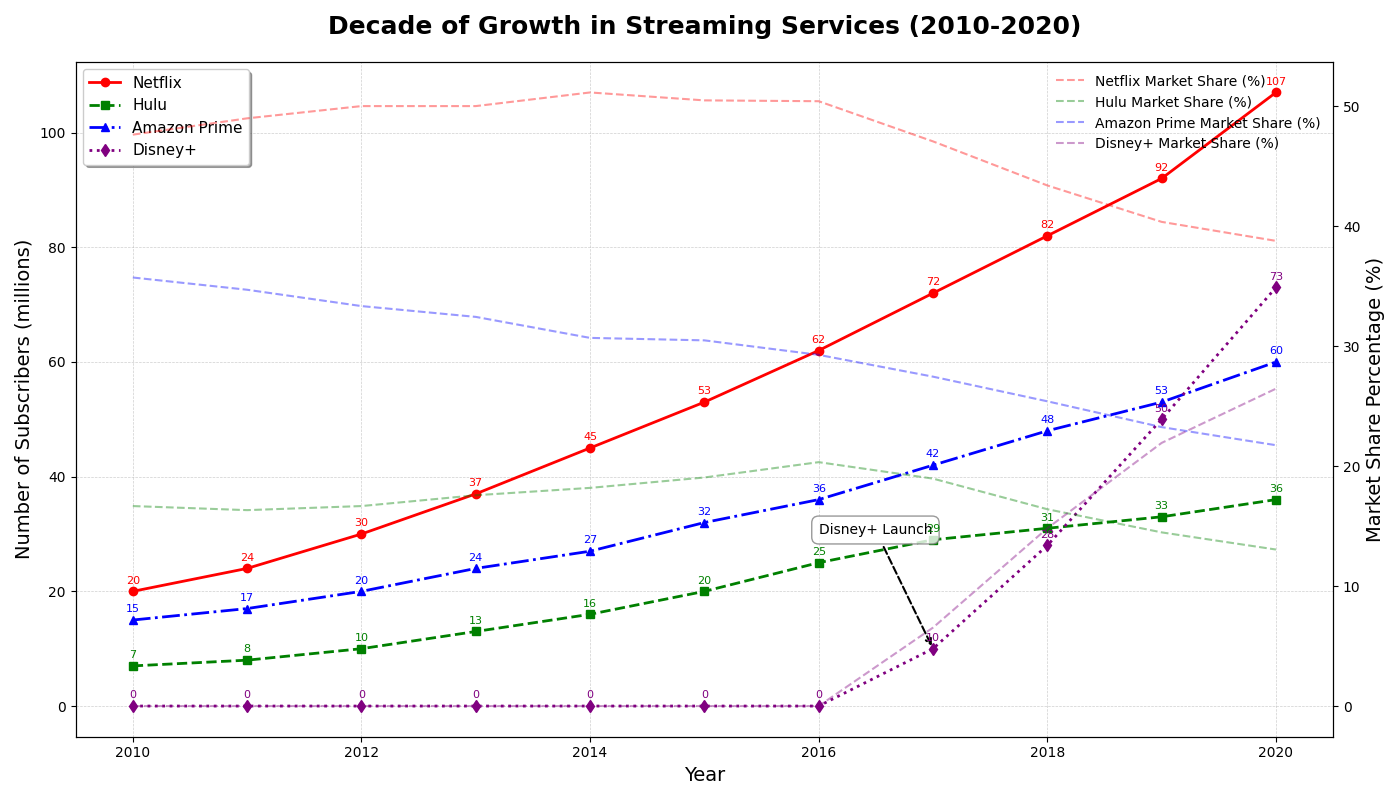 Decade of Growth in Streaming Services (2010-2020)
Netflix
Hulu
Amazon Prime
Disney+
Netflix Market Share (%)
Hulu Market Share (%)
Amazon Prime Market Share (%)
Disney+ Market Share (%)
Number of Subscribers (millions)
100
80
60
40
20
0
Market Share Percentage (%)
50
40
30
20
10
0
20 24 30 37 45 53 62 72 82 92 107
15 17 20 24 27 32 36 42 48 53 60
7 8 10 13 16 20 25 29 31 33 36
0 0 0 0 0 0 0 10 28 50 73
Disney+ Launch
2010 2012 2014 2016 2018 2020
Year